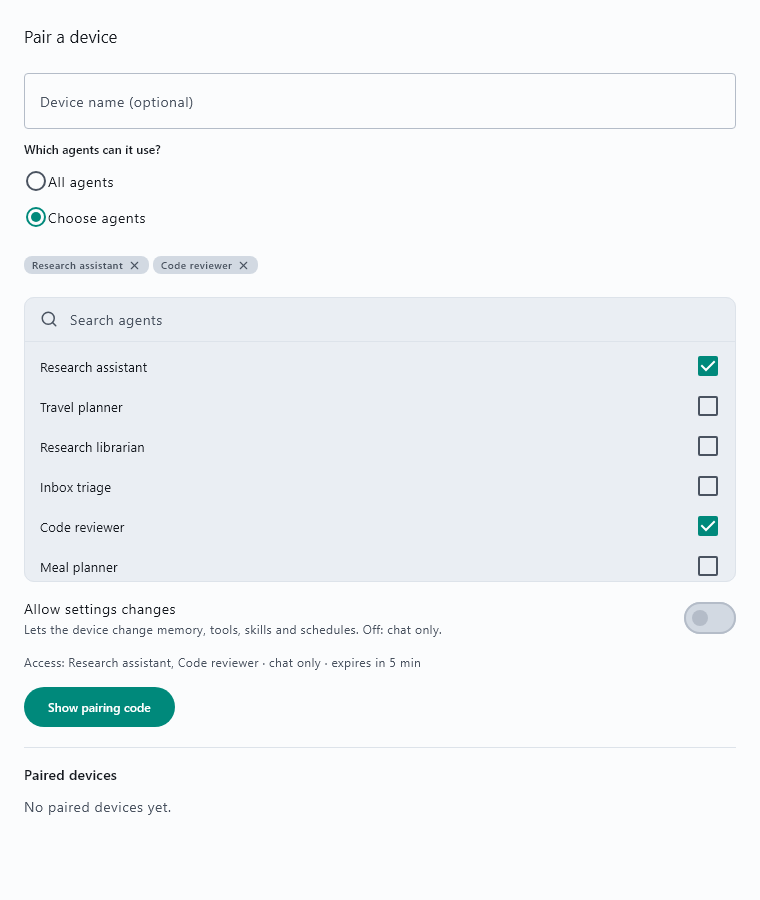 Pair a device
Device name (optional)
Which agents can it use?
All agents
Choose agents
Research assistant
Code reviewer
Search agents
Research assistant
Travel planner
Research librarian
Inbox triage
Code reviewer
Meal planner
Allow settings changes
Lets the device change memory, tools, skills and schedules. Off: chat only.
Access: Research assistant, Code reviewer · chat only · expires in 5 min
Show pairing code
Paired devices
No paired devices yet.